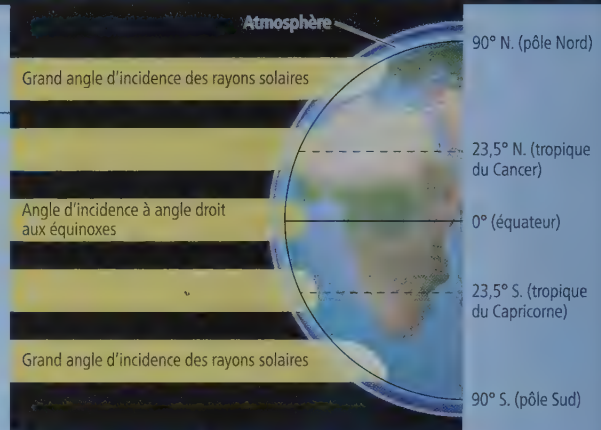 Atmosphère
90° N. (pôle Nord)
Grand angle d'incidence des rayons solaires
23,5° N. (tropique
du Cancer)
Angle d'incidence à angle droit
aux équinoxes
0° (équateur)
23,5° S. (tropique
du Capricorne)
Grand angle d'incidence des rayons solaires
90° S. (pôle Sud)